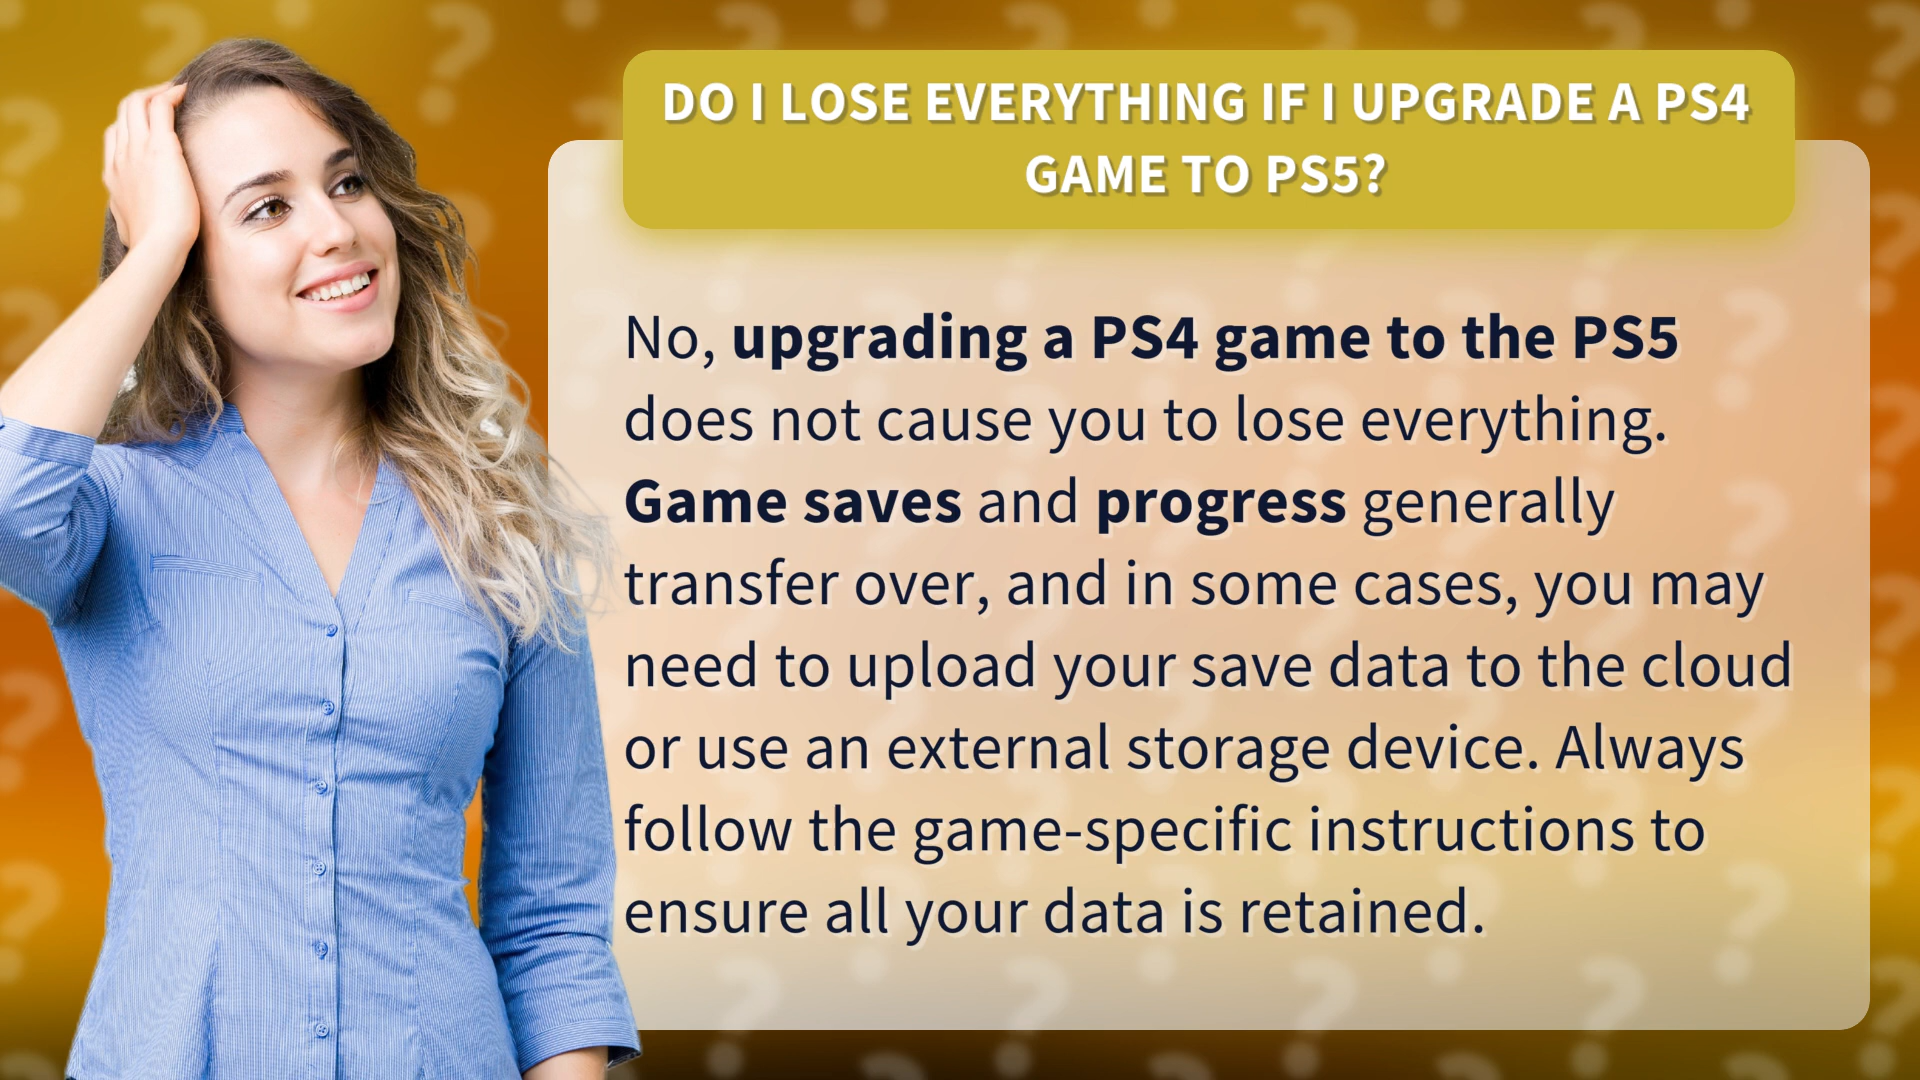 DO I LOSE EVERYTHING IF I UPGRADE A PS4
GAME TO PS5?
No, upgrading a PS4 game to the PS5
does not cause you to lose everything.
Game saves and progress generally
transfer over, and in some cases, you may
need to upload your save data to the cloud
or use an external storage device. Always
follow the game-specific instructions to
ensure all your data is retained.